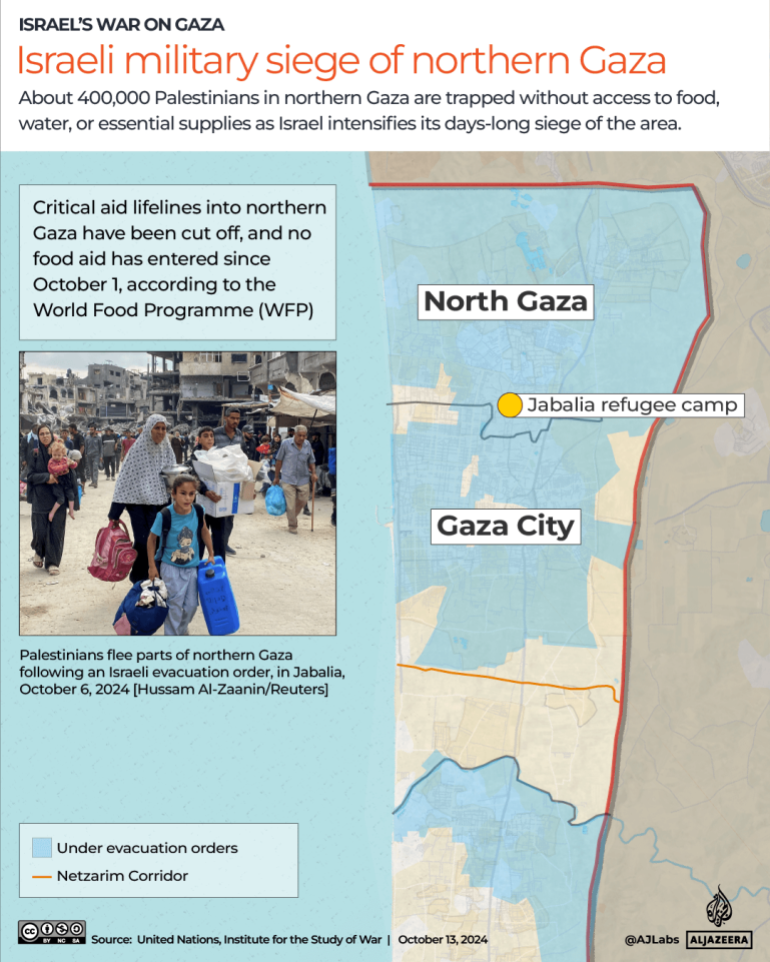 ISRAEL'S WAR ON GAZA
Israeli military siege of northern Gaza
About 400,000 Palestinians in northern Gaza are trapped without access to food,
water, or essential supplies as Israel intensifies its days-long siege of the area.
Critical aid lifelines into northern
Gaza have been cut off, and no
food aid has entered since
October 1, according to the
World Food Programme (WFP)
North Gaza
Jabalia refugee camp
Gaza City
Palestinians flee parts of northern Gaza
following an Israeli evacuation order, in Jabalia,
October 6, 2024 [Hussam Al-Zaanin/Reuters]
Under evacuation orders
Netzarim Corridor
cc BY NC SA Source: United Nations, Institute for the Study of War | October 13, 2024
@AJLabs ALJAZEERA